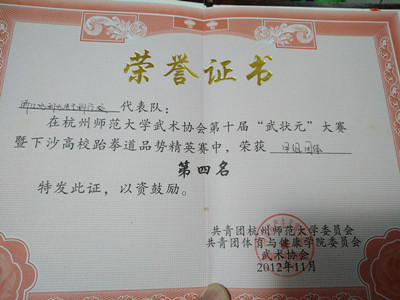 荣誉证书
代表队：
在杭州师范大学武术协会第十届“武状元”大赛
暨下沙高校跆拳道品势精英赛中，荣获 团体
第四名
特发此证，以资鼓励。
共青团杭州师范大学委员会
共青团体育与健康学院委员会
武术协会
2012年11月